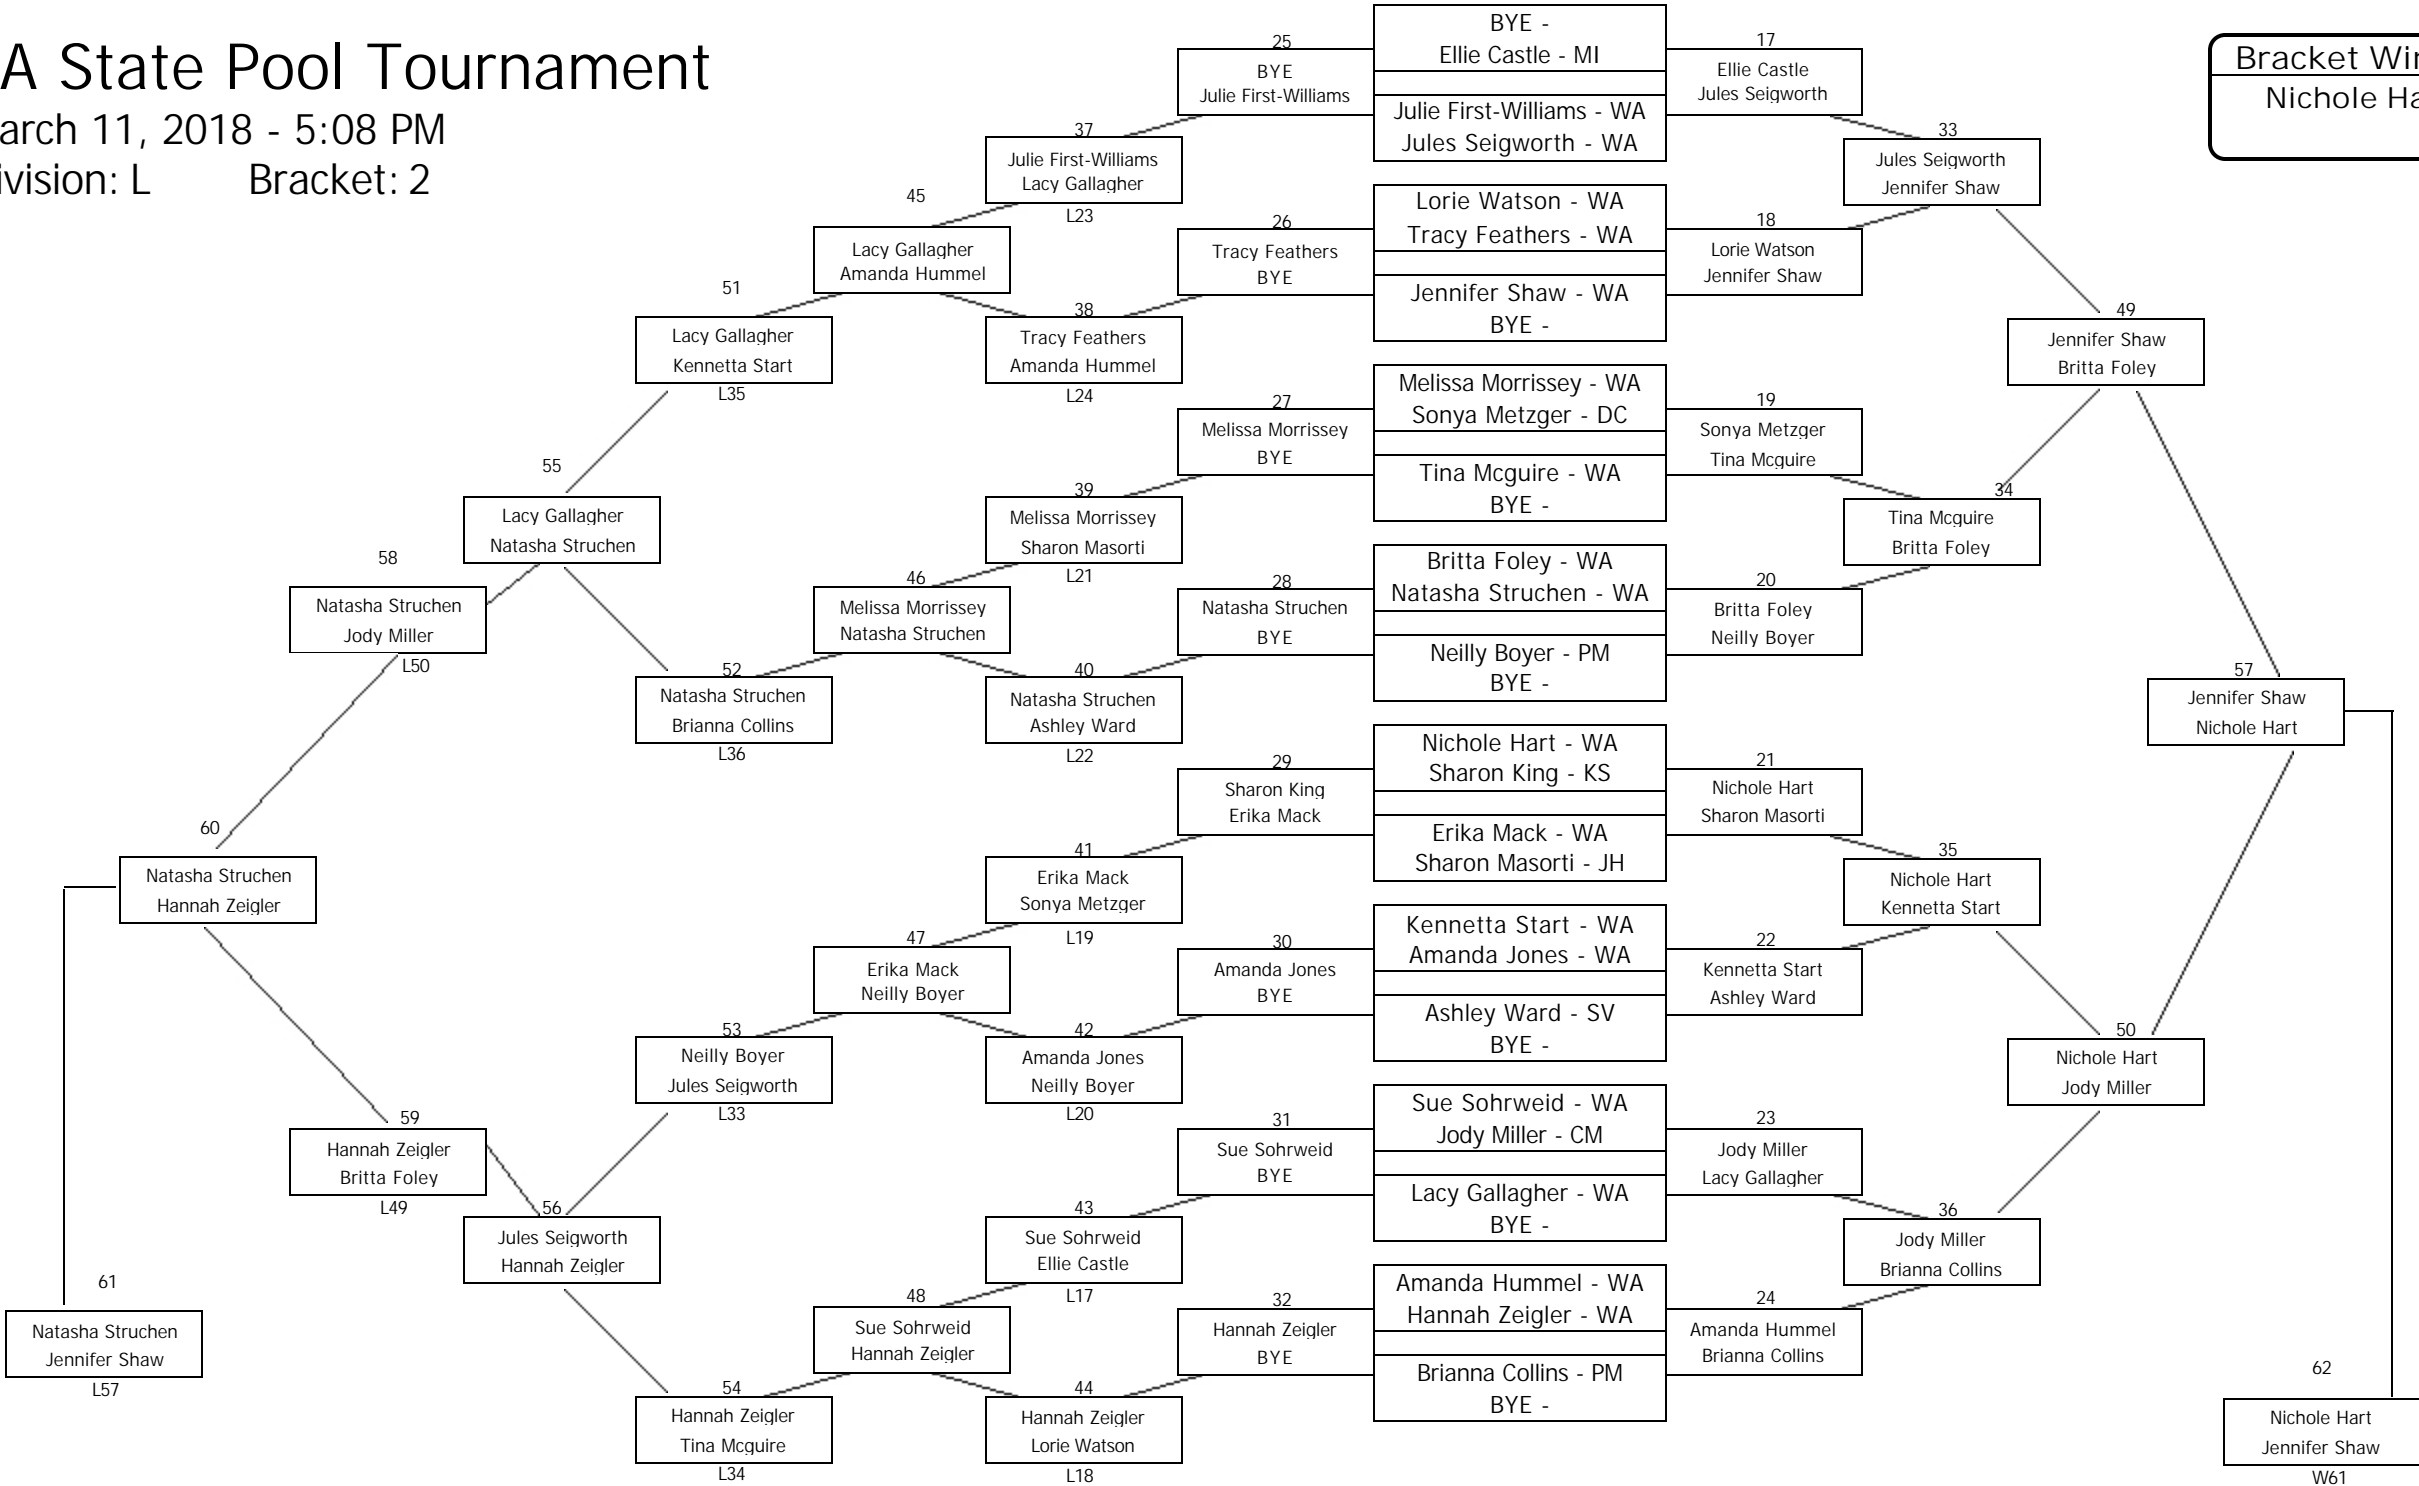 A State Pool Tournament
arch 11, 2018 - 5:08 PM
ivision: L Bracket: 2
Bracket Wi
Nichole Ha
61
Natasha Struchen
Jennifer Shaw
L57
60
Natasha Struchen
Hannah Zeigler
58
Natasha Struchen
Jody Miller
L50
59
Hannah Zeigler
Britta Foley
L49
55
Lacy Gallagher
Natasha Struchen
56
Jules Seigworth
Hannah Zeigler
51
Lacy Gallagher
Kennetta Start
L35
52
Natasha Struchen
Brianna Collins
L36
53
Neilly Boyer
Jules Seigworth
L33
54
Hannah Zeigler
Tina Mcguire
L34
45
Lacy Gallagher
Amanda Hummel
46
Melissa Morrissey
Natasha Struchen
47
Erika Mack
Neilly Boyer
48
Sue Sohrweid
Hannah Zeigler
37
Julie First-Williams
Lacy Gallagher
L23
38
Tracy Feathers
Amanda Hummel
L24
39
Melissa Morrissey
Sharon Masorti
L21
40
Natasha Struchen
Ashley Ward
L22
41
Erika Mack
Sonya Metzger
L19
42
Amanda Jones
Neilly Boyer
L20
43
Sue Sohrweid
Ellie Castle
L17
44
Hannah Zeigler
Lorie Watson
L18
25
BYE
Julie First-Williams
26
Tracy Feathers
BYE
27
Melissa Morrissey
BYE
28
Natasha Struchen
BYE
29
Sharon King
Erika Mack
30
Amanda Jones
BYE
31
Sue Sohrweid
BYE
32
Hannah Zeigler
BYE
BYE -
Ellie Castle - MI
Julie First-Williams - WA
Jules Seigworth - WA
Lorie Watson - WA
Tracy Feathers - WA
Jennifer Shaw - WA
BYE -
Melissa Morrissey - WA
Sonya Metzger - DC
Tina Mcguire - WA
BYE -
Britta Foley - WA
Natasha Struchen - WA
Neilly Boyer - PM
BYE -
Nichole Hart - WA
Sharon King - KS
Erika Mack - WA
Sharon Masorti - JH
Kennetta Start - WA
Amanda Jones - WA
Ashley Ward - SV
BYE -
Sue Sohrweid - WA
Jody Miller - CM
Lacy Gallagher - WA
BYE -
Amanda Hummel - WA
Hannah Zeigler - WA
Brianna Collins - PM
BYE -
17
Ellie Castle
Jules Seigworth
18
Lorie Watson
Jennifer Shaw
19
Sonya Metzger
Tina Mcguire
20
Britta Foley
Neilly Boyer
21
Nichole Hart
Sharon Masorti
22
Kennetta Start
Ashley Ward
23
Jody Miller
Lacy Gallagher
24
Amanda Hummel
Brianna Collins
33
Jules Seigworth
Jennifer Shaw
34
Tina Mcguire
Britta Foley
35
Nichole Hart
Kennetta Start
36
Jody Miller
Brianna Collins
49
Jennifer Shaw
Britta Foley
50
Nichole Hart
Jody Miller
57
Jennifer Shaw
Nichole Hart
62
Nichole Hart
Jennifer Shaw
W61